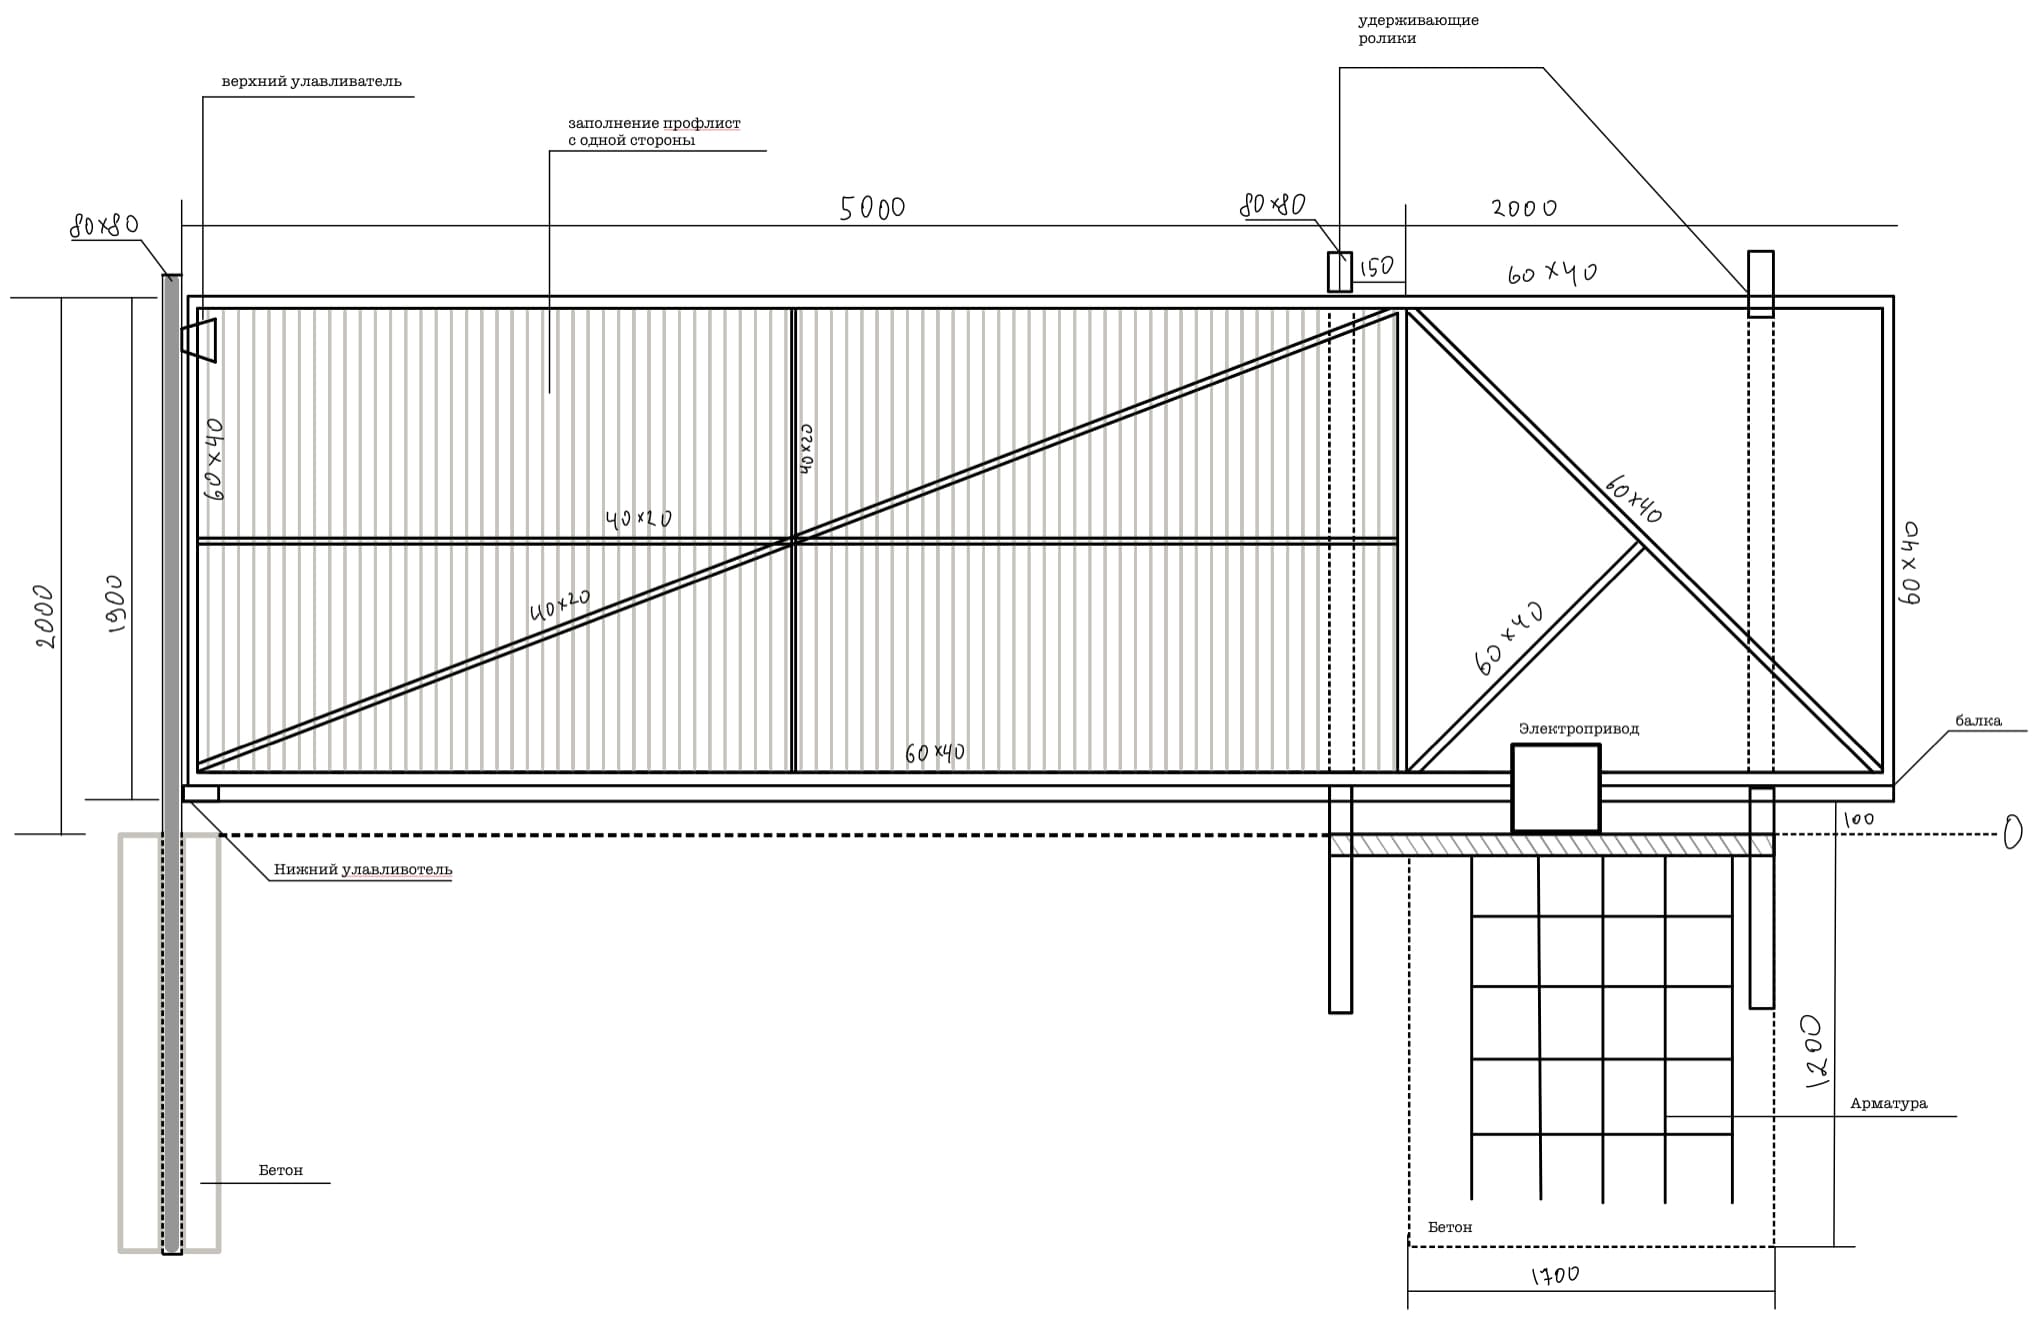 удерживающие
ролики
верхний улавливатель
заполнение профлист
с одной стороны
5000
80x80
2000
80x80
150
60x40
60x40
40x20
40x20
60x40
60x40
40x20
2000
1900
60x40
60x40
Электропривод
балка
100
0
Нижний улавливотель
1200
Арматура
Бетон
Бетон
1700